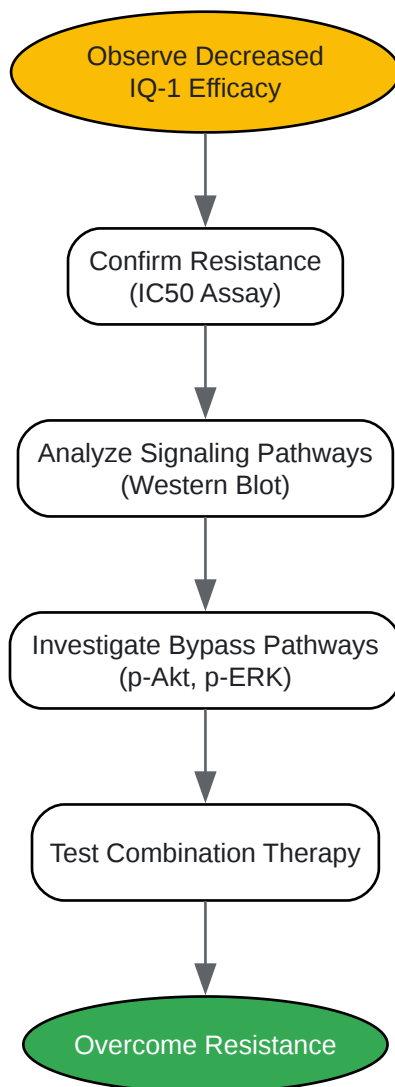 Observe Decreased
IQ-1 Efficacy
Confirm Resistance
(IC50 Assay)
Analyze Signaling Pathways
(Western Blot)
Investigate Bypass Pathways
(p-Akt, p-ERK)
Test Combination Therapy
Overcome Resistance